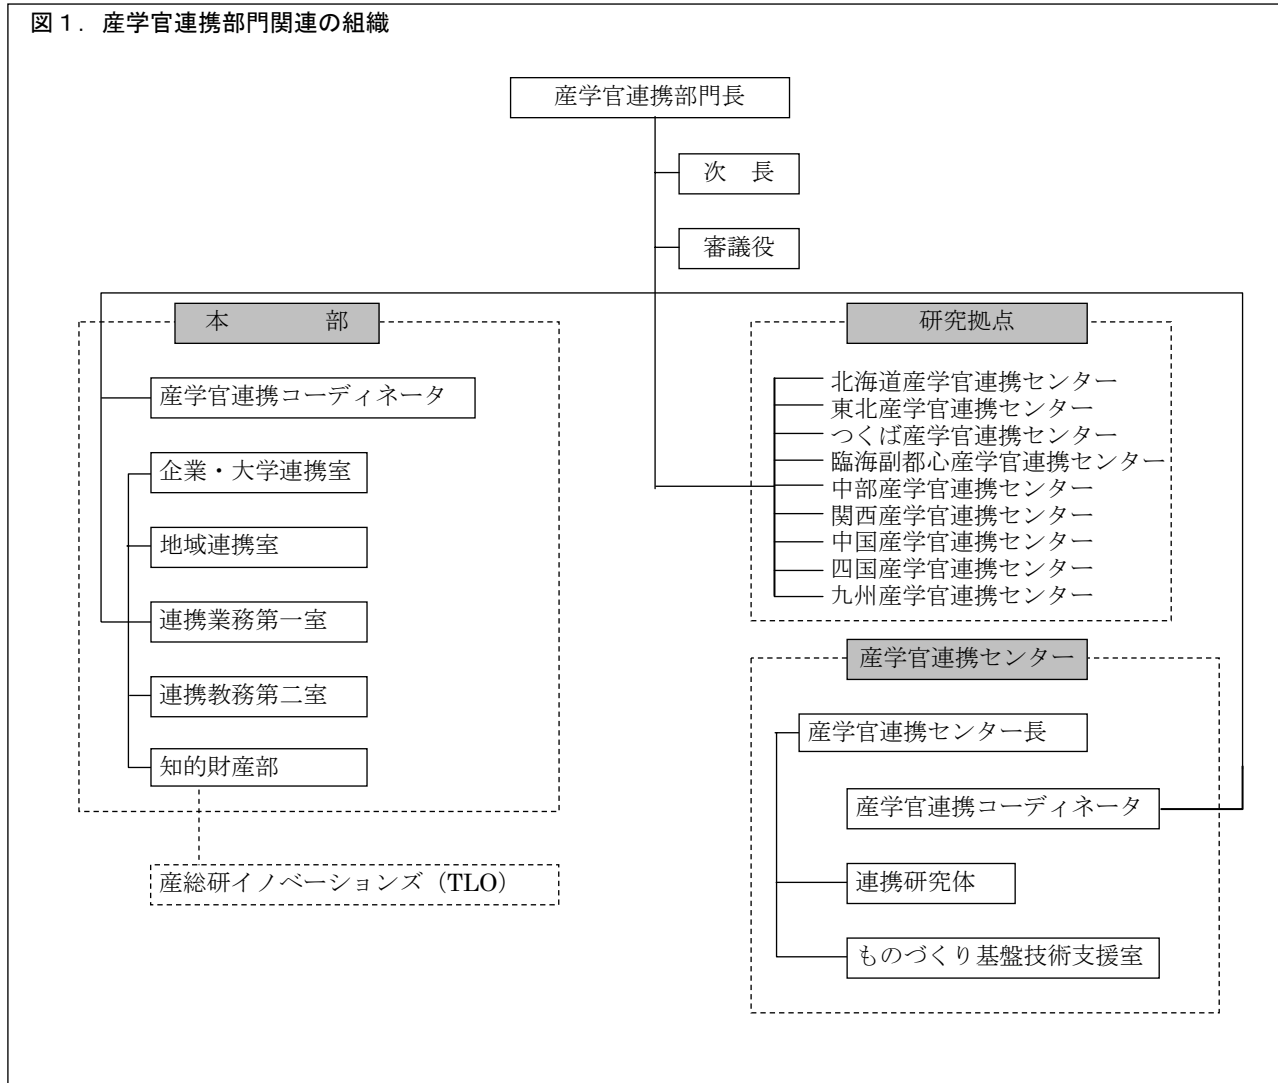 図１．産学官連携部門関連の組織
産学官連携部門長
次　長
審議役
本　　　　部
産学官連携コーディネータ
企業・大学連携室
地域連携室
連携業務第一室
連携教務第二室
知的財産部
産総研イノベーションズ（TLO）
研究拠点
北海道産学官連携センター
東北産学官連携センター
つくば産学官連携センター
臨海副都心産学官連携センター
中部産学官連携センター
関西産学官連携センター
中国産学官連携センター
四国産学官連携センター
九州産学官連携センター
産学官連携センター
産学官連携センター長
産学官連携コーディネータ
連携研究体
ものづくり基盤技術支援室